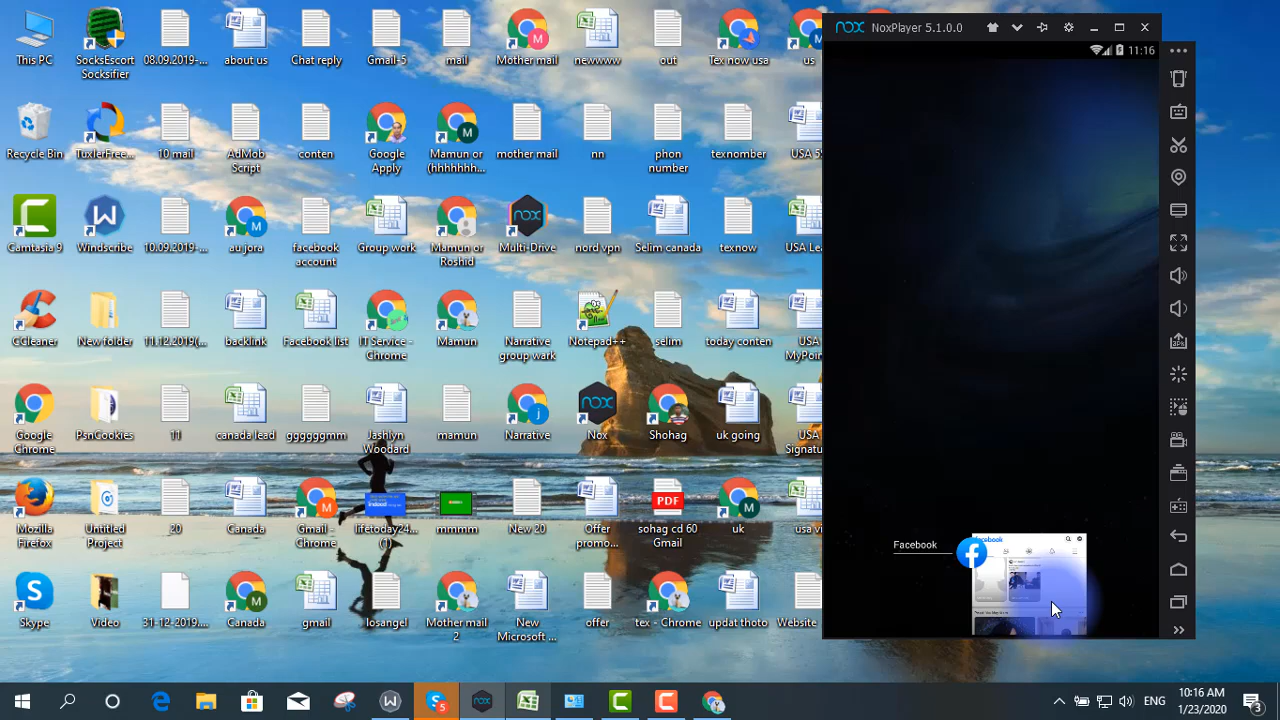 This PC
SocksEscort
Socksifier
08.09.2019-...
about us
Chat reply
Gmail-5
mail
Mother mail
newwww
out
Tex now usa
us
Recycle Bin
TuxlerFree...
10 mail
AdMob
Script
conten
Google
Apply
Mamun or
(hhhhhhh...
mother mail
nn
phon
number
texnomber
USA 5
Camtasia 9
Windscribe
10.09.2019-...
au jora
facebook
account
Group work
Mamun or
Roshid
Multi-Drive
nord vpn
Selim canada
texnow
USA Lea
CCleaner
New folder
11.12.2019(...
backlink
Facebook list
IT Service -
Chrome
Mamun
Narrative
group wark
Notepad++
selim
today conten
USA
MyPoin
Google
Chrome
PsnCookies
11
canada lead
ggggggmm
Jashlyn
Woodard
mamun
Narrative
Nox
Shohag
uk going
USA
Signatu
Mozilla
Firefox
Untitled
Project
20
Canada
Gmail -
Chrome
lifetoday24...
(1)
mmmm
New 20
Offer
promo...
sohag cd 60
Gmail
uk
usa vi
Skype
Video
31-12-2019...
Canada
gmail
losangel
Mother mail
2
New
Microsoft ...
offer
tex - Chrome
updat thoto
Website
nox NoxPlayer 5.1.0.0
11:16
Facebook
facebook
PDF
5
ENG
10:16 AM
1/23/2020
3